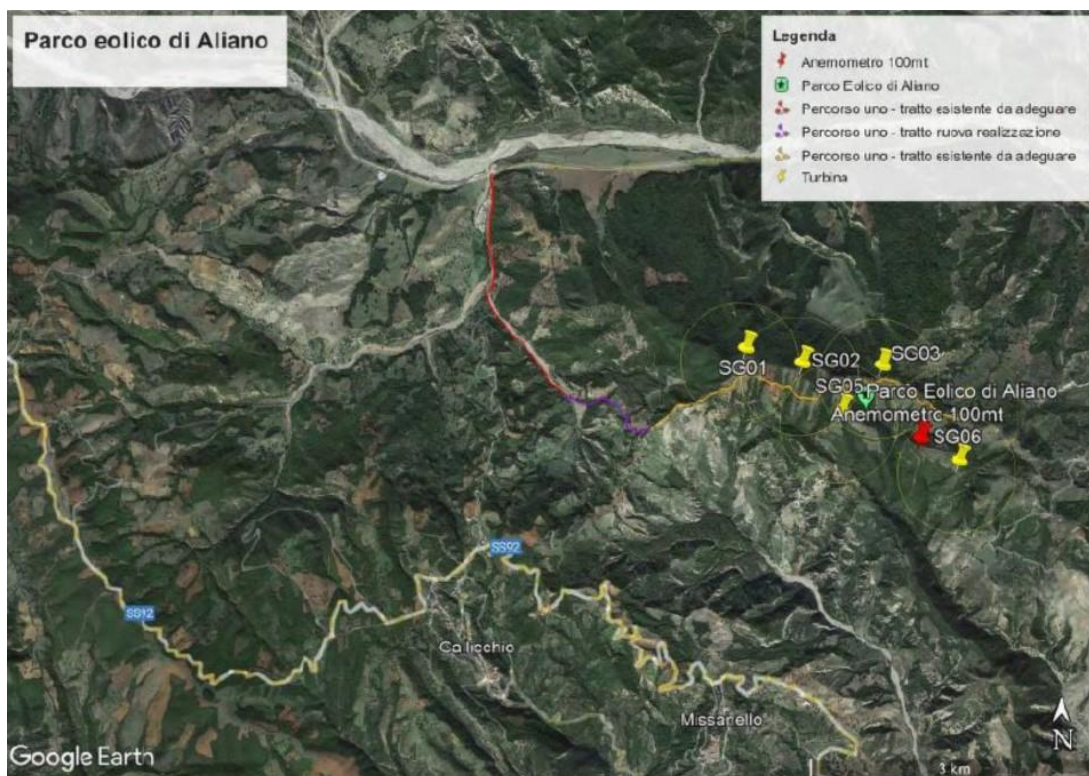 Parco eolico di Aliano
Legenda
Anemometro 100mt
Parco Eolico di Aliano
Percorso uno - tratto esistente da adeguare
Percorso uno - tratto nuova realizzazione
Percorso uno - tratto esistente da adeguare
Turbina
SG01
SG02
SG03
SG05
Parco Eolico di Aliano
Anemometro 100mt
SG06
SS92
SS92
Missanello
Google Earth
N
3 km